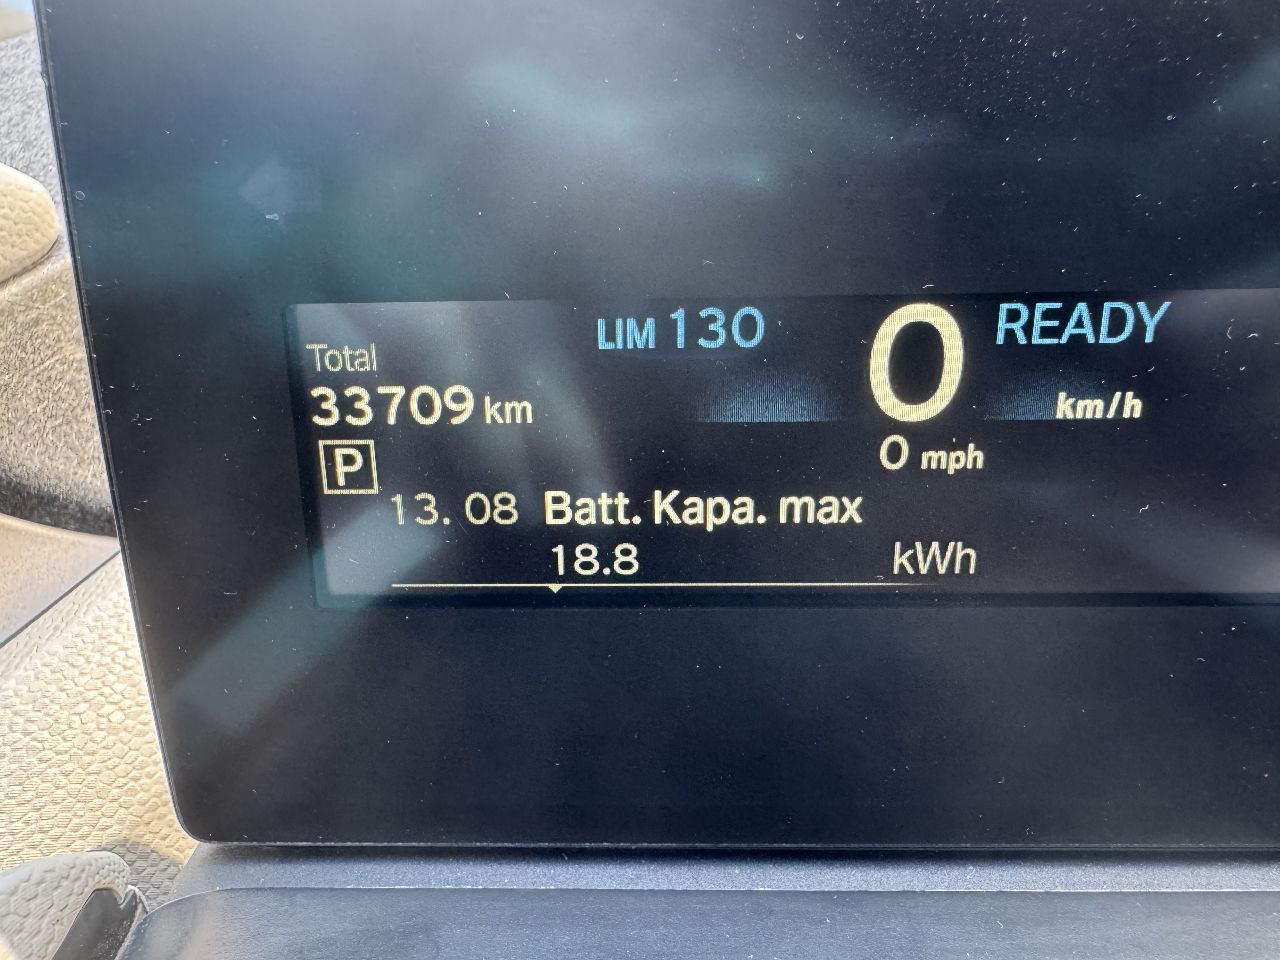 LIM 130
0
READY
Total
33709 km
km/h
P
0 mph
13. 08 Batt. Kapa. max
18.8 kWh